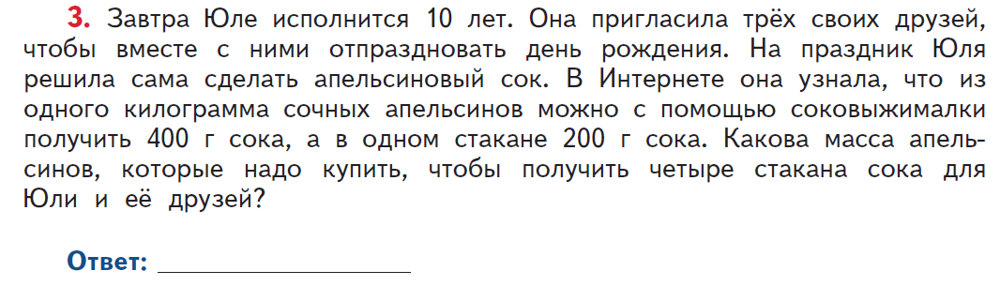 3. Завтра Юле исполнится 10 лет. Она пригласила трёх своих друзей,
чтобы вместе с ними отпраздновать день рождения. На праздник Юля
решила сама сделать апельсиновый сок. В Интернете она узнала, что из
одного килограмма сочных апельсинов можно с помощью соковыжималки
получить 400 г сока, а в одном стакане 200 г сока. Какова масса апель-
синов, которые надо купить, чтобы получить четыре стакана сока для
Юли и её друзей?
Ответ: